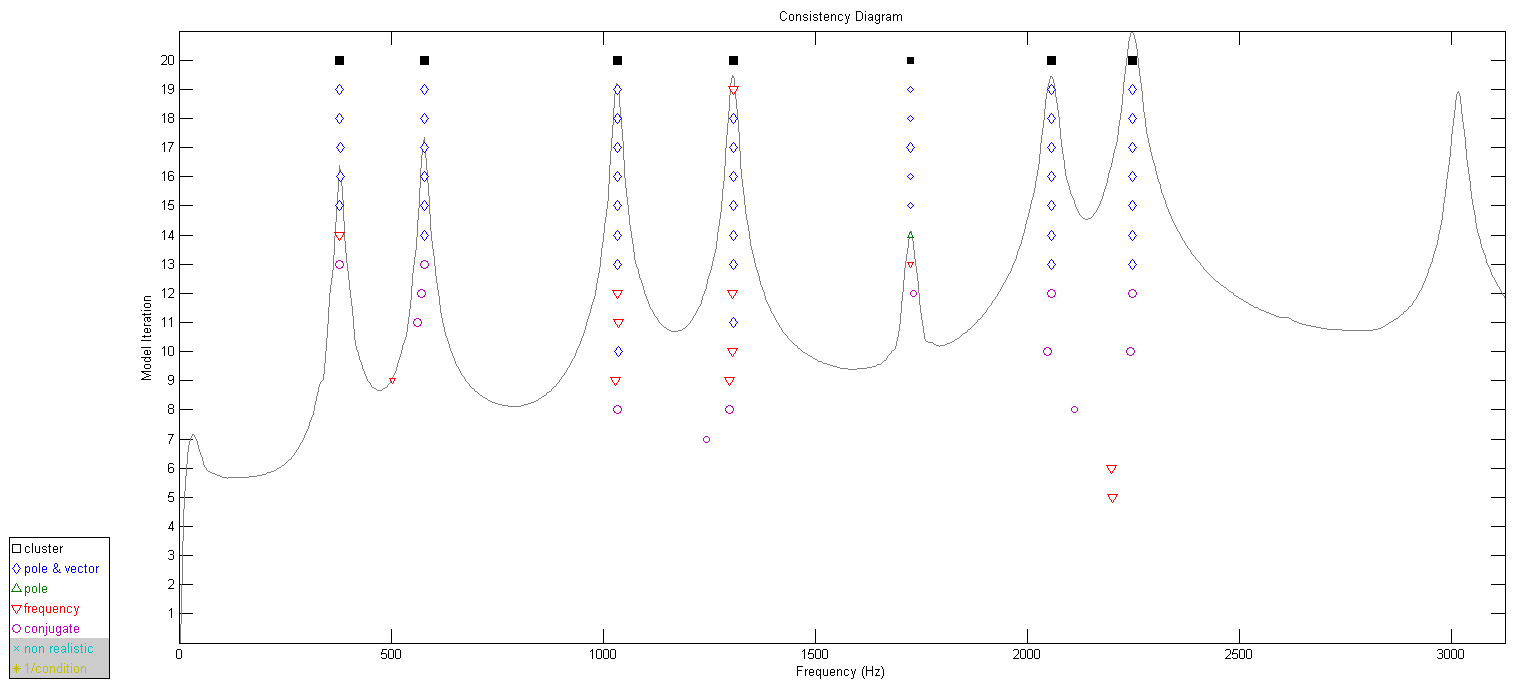 Consistency Diagram
20
19
18
17
16
15
14
13
12
11
10
9
8
7
6
5
4
3
2
1
Model Iteration
0 500 1000 1500 2000 2500 3000
Frequency (Hz)
cluster
pole & vector
pole
frequency
conjugate
non realistic
1/condition